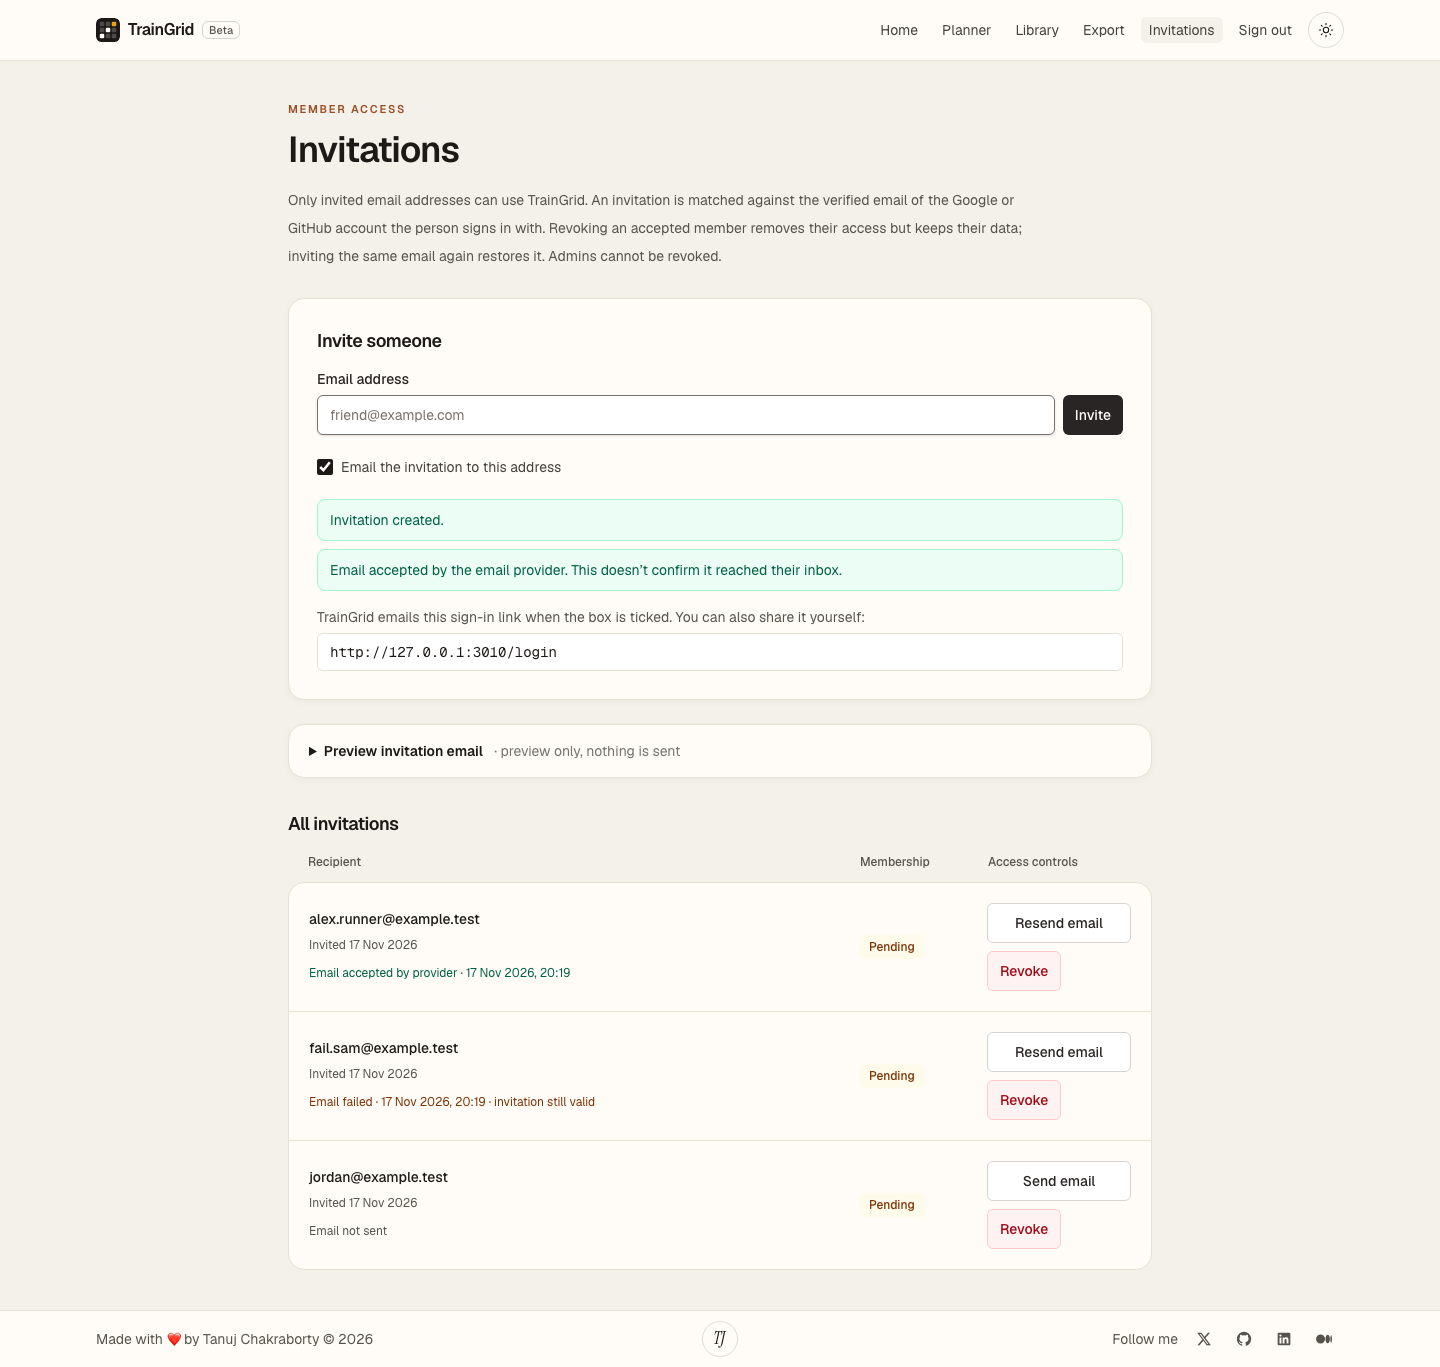 TrainGrid Beta Home Planner Library Export Invitations Sign out
MEMBER ACCESS
Invitations
Only invited email addresses can use TrainGrid. An invitation is matched against the verified email of the Google or
GitHub account the person signs in with. Revoking an accepted member removes their access but keeps their data;
inviting the same email again restores it. Admins cannot be revoked.
Invite someone
Email address
friend@example.com Invite
Email the invitation to this address
Invitation created.
Email accepted by the email provider. This doesn’t confirm it reached their inbox.
TrainGrid emails this sign-in link when the box is ticked. You can also share it yourself:
http://127.0.0.1:3010/login
Preview invitation email · preview only, nothing is sent
All invitations
Recipient Membership Access controls
alex.runner@example.test
Invited 17 Nov 2026
Email accepted by provider · 17 Nov 2026, 20:19
Pending
Resend email
Revoke
fail.sam@example.test
Invited 17 Nov 2026
Email failed · 17 Nov 2026, 20:19 · invitation still valid
Pending
Resend email
Revoke
jordan@example.test
Invited 17 Nov 2026
Email not sent
Pending
Send email
Revoke
Made with ❤️ by Tanuj Chakraborty © 2026 TJ Follow me